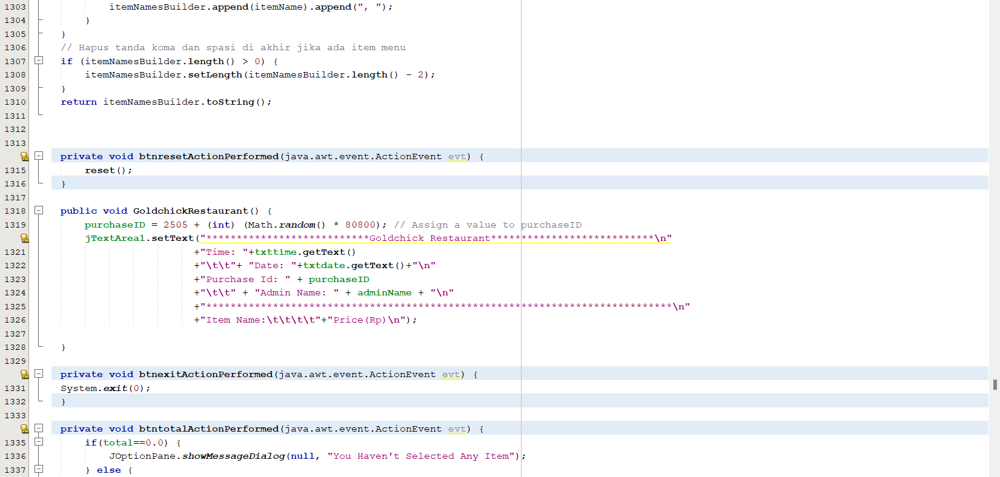 1303 itemNamesBuilder.append(itemName).append(", ");
1304 }
1305 }
1306 // Hapus tanda koma dan spasi di akhir jika ada item menu
1307 if (itemNamesBuilder.length() > 0) {
1308 itemNamesBuilder.setLength(itemNamesBuilder.length() - 2);
1309 }
1310 return itemNamesBuilder.toString();
1311
1312
1313
private void btnresetActionPerformed(java.awt.event.ActionEvent evt) {
1315 reset();
1316 }
1317
1318 public void GoldchickRestaurant() {
1319 purchaseID = 2505 + (int) (Math.random() * 80800); // Assign a value to purchaseID
jTextArea1.setText("***************************Goldchick Restaurant***************************\n"
1321 +"Time: "+txttime.getText()
1322 +"\t\t"+ "Date: "+txtdate.getText()+"\n"
1323 +"Purchase Id: " + purchaseID
1324 +"\t\t" + "Admin Name: " + adminName + "\n"
1325 +"*****************************************************************************\n"
1326 +"Item Name:\t\t\t\t"+"Price(Rp)\n");
1327
1328 }
1329
private void btnexitActionPerformed(java.awt.event.ActionEvent evt) {
1331 System.exit(0);
1332 }
1333
private void btntotalActionPerformed(java.awt.event.ActionEvent evt) {
1335 if(total==0.0) {
1336 JOptionPane.showMessageDialog(null, "You Haven't Selected Any Item");
1337 } else {